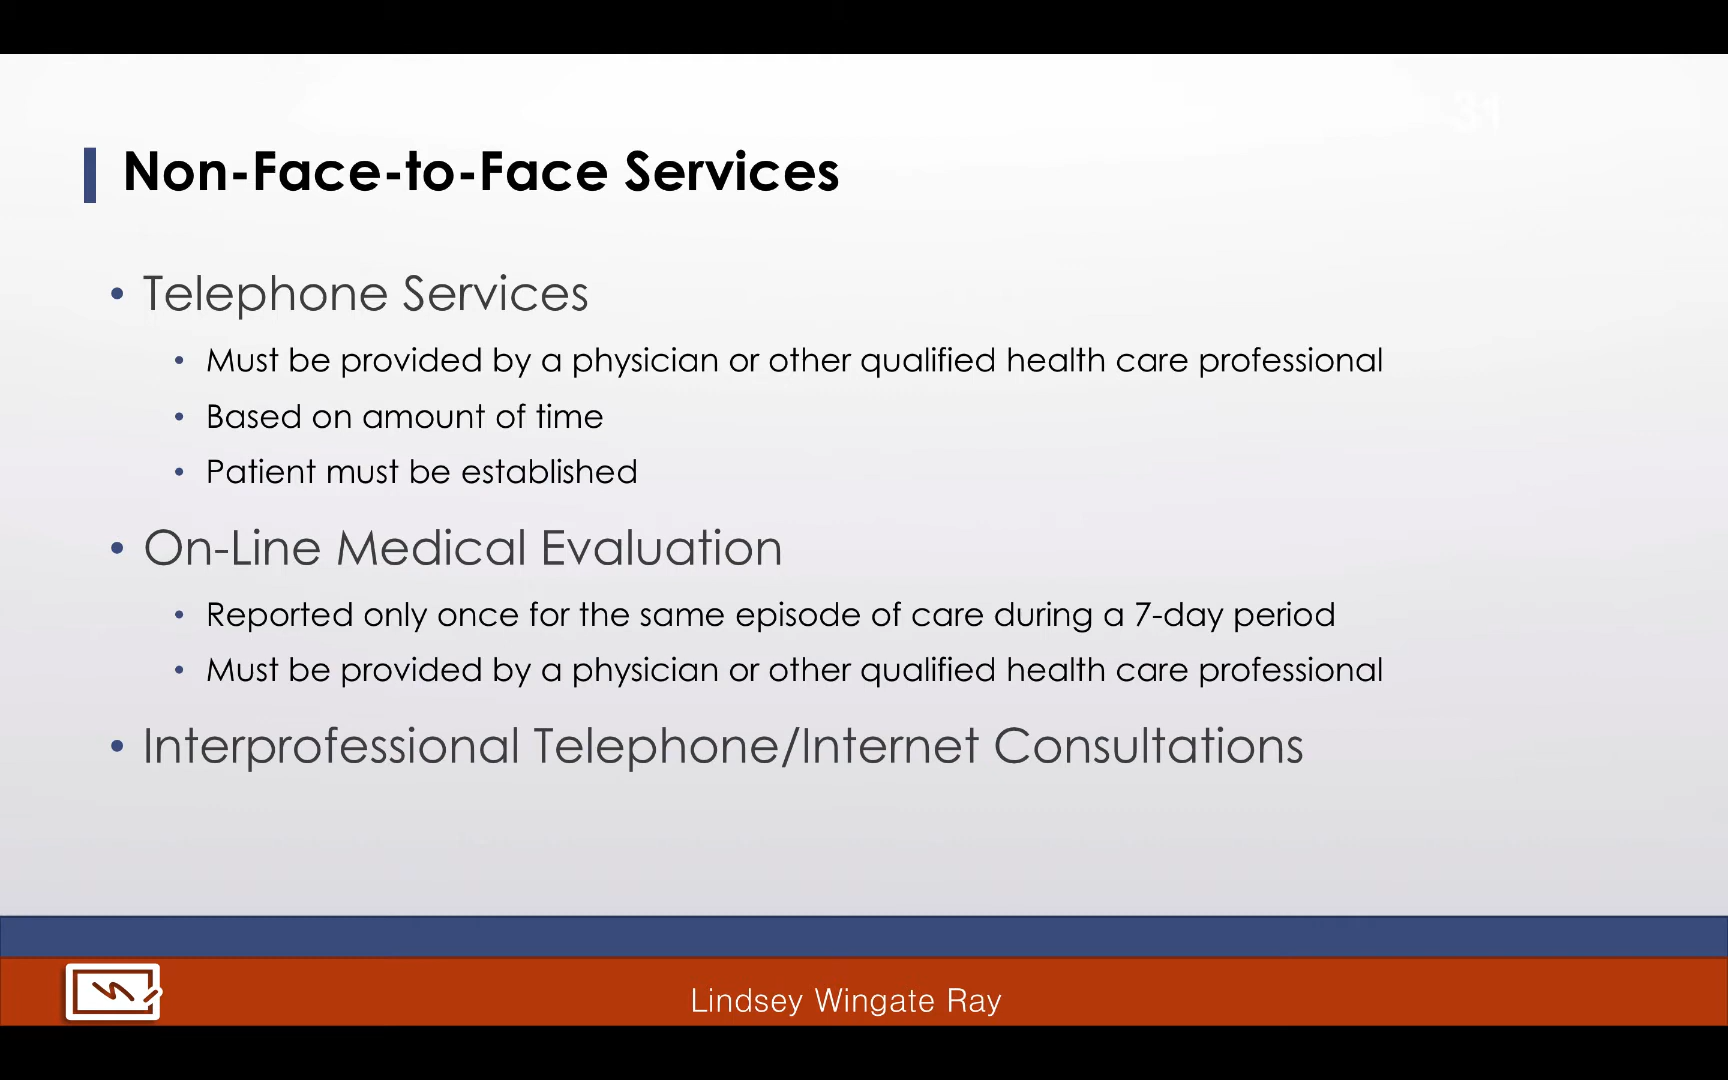 31
Non-Face-to-Face Services
• Telephone Services
• Must be provided by a physician or other qualified health care professional
• Based on amount of time
• Patient must be established
• On-Line Medical Evaluation
• Reported only once for the same episode of care during a 7-day period
• Must be provided by a physician or other qualified health care professional
• Interprofessional Telephone/Internet Consultations
Lindsey Wingate Ray